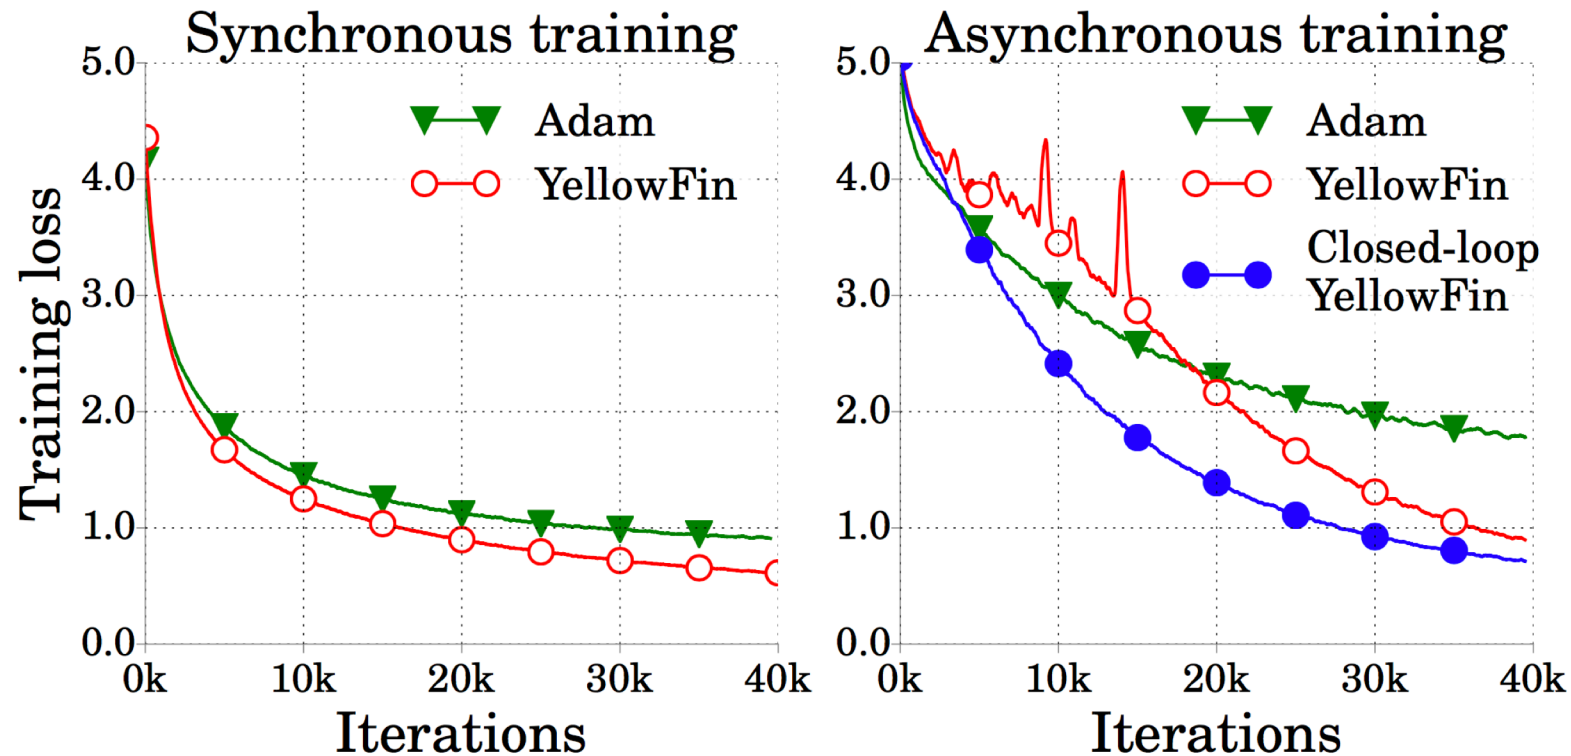 Synchronous training
Training loss
5.0
4.0
3.0
2.0
1.0
0.0
Adam
YellowFin
0k 10k 20k 30k 40k
Iterations
Asynchronous training
5.0
4.0
3.0
2.0
1.0
0.0
Adam
YellowFin
Closed-loop
YellowFin
0k 10k 20k 30k 40k
Iterations